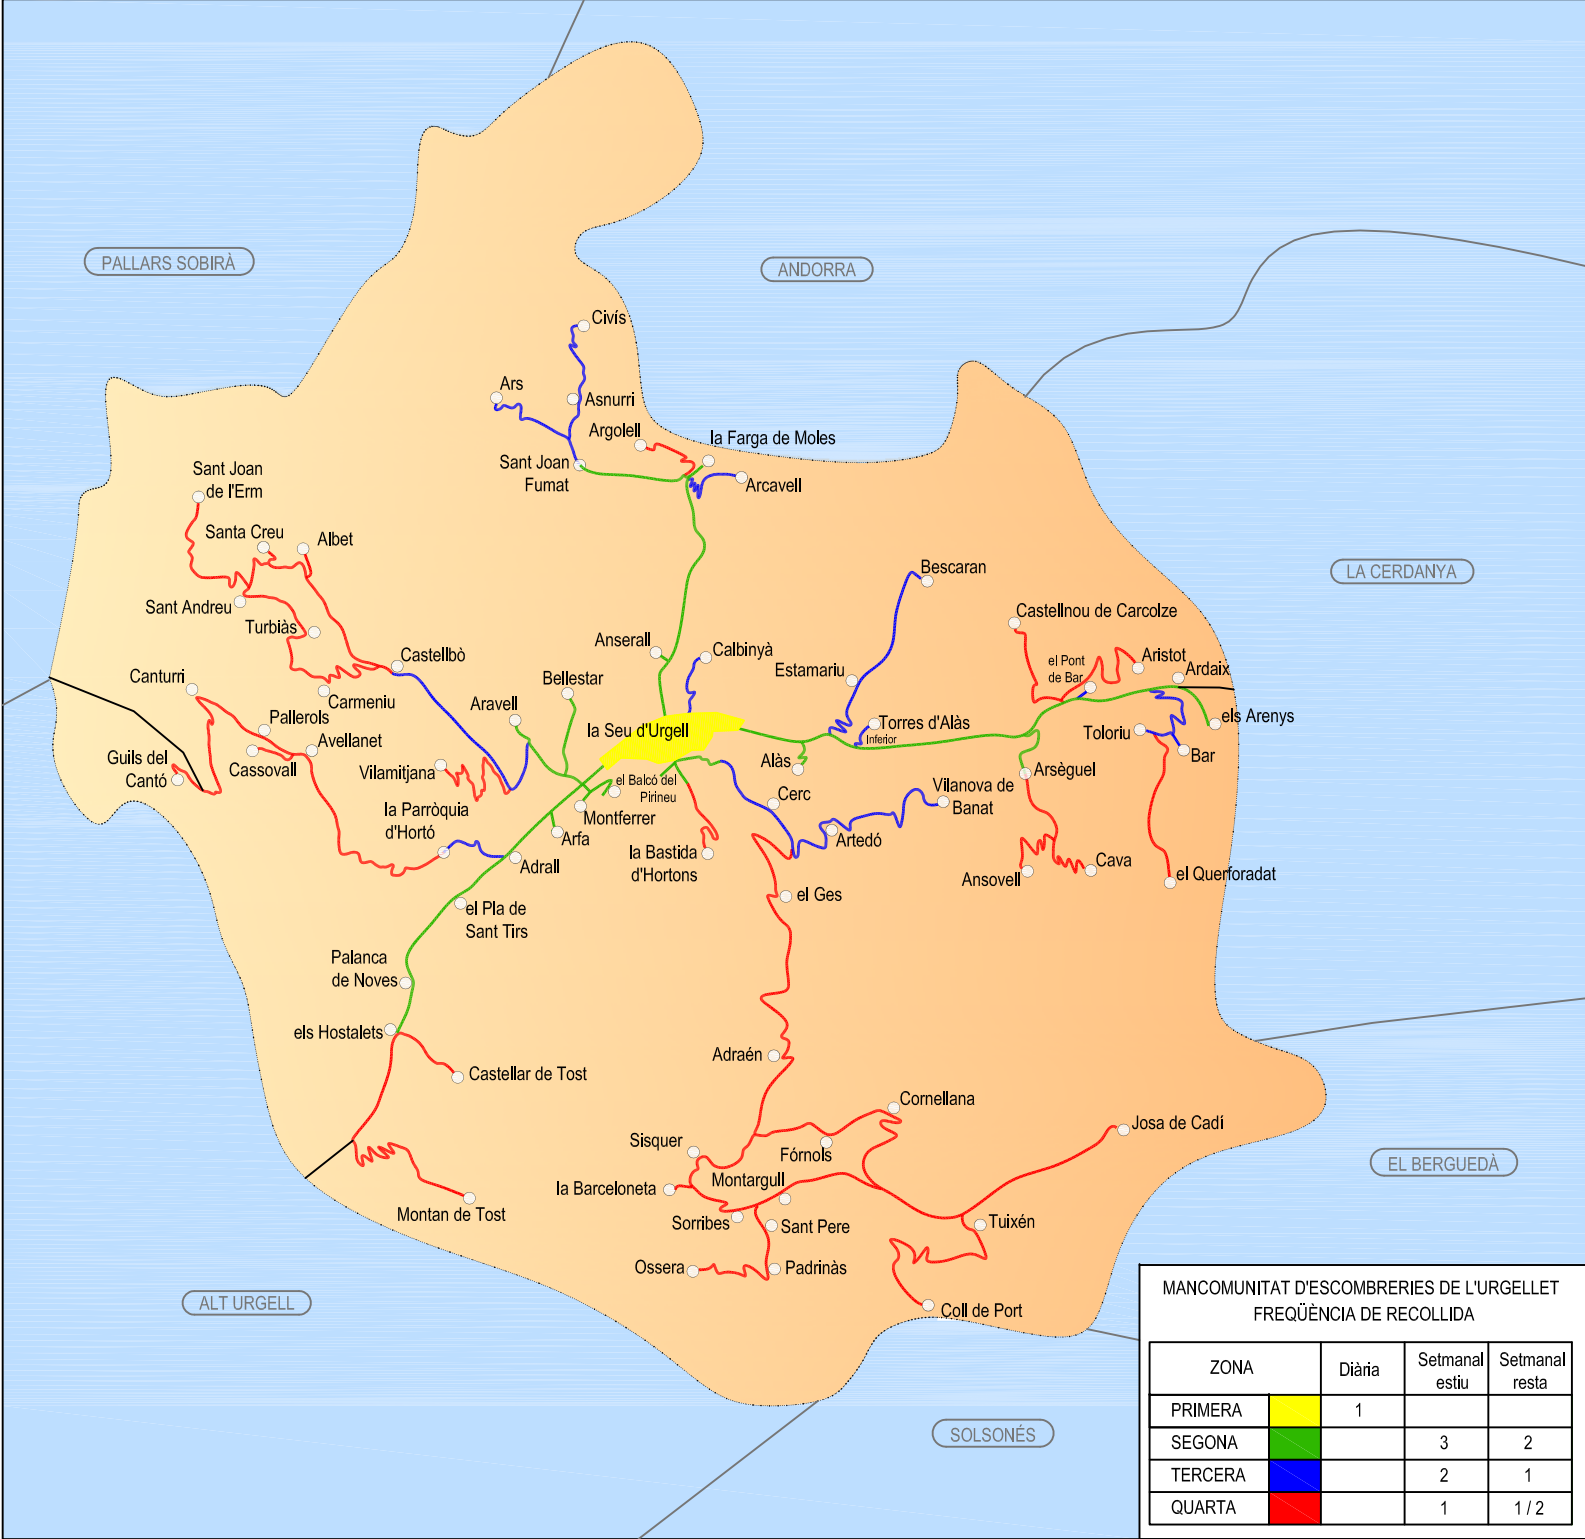 PALLARS SOBIRÀ
ANDORRA
Civís
Ars
Asnurri
Argolell
la Farga de Moles
Sant Joan
Fumat
Arcavell
Sant Joan
de l'Erm
Santa Creu
Albet
Bescaran
LA CERDANYA
Sant Andreu
Turbiàs
Castellnou de Carcolze
Anserall
Calbinyà
Castellbò
Estamariu
el Pont
de Bar
Aristot
Ardaix
Canturri
Carmeniu
Bellestar
Aravell
Pallerols
la Seu d'Urgell
Torres d'Alàs
Inferior
els Arenys
Toloriu
Avellanet
Guils del
Cantó
Cassovall
Vilamitjana
Alàs
Bar
Arsèguel
el Balcó del
Pirineu
Vilanova de
Banat
Cerc
la Parròquia
d'Hortó
Montferrer
Arfa
Artedó
la Bastida
d'Hortons
Adrall
Cava
Ansovell
el Querforadat
el Ges
el Pla de
Sant Tirs
Palanca
de Noves
els Hostalets
Adraén
Castellar de Tost
Cornellana
Josa de Cadí
Sisquer
Fórnols
EL BERGUEDÀ
la Barceloneta
Montargull
Montan de Tost
Sorribes
Sant Pere
Tuixén
Ossera
Padrinàs
ALT URGELL
Coll de Port
SOLSONÉS
MANCOMUNITAT D'ESCOMBRERIES DE L'URGELLET
FREQÜÈNCIA DE RECOLLIDA
ZONA Diària Setmanal estiu Setmanal resta
PRIMERA 1
SEGONA 3 2
TERCERA 2 1
QUARTA 1 1 / 2